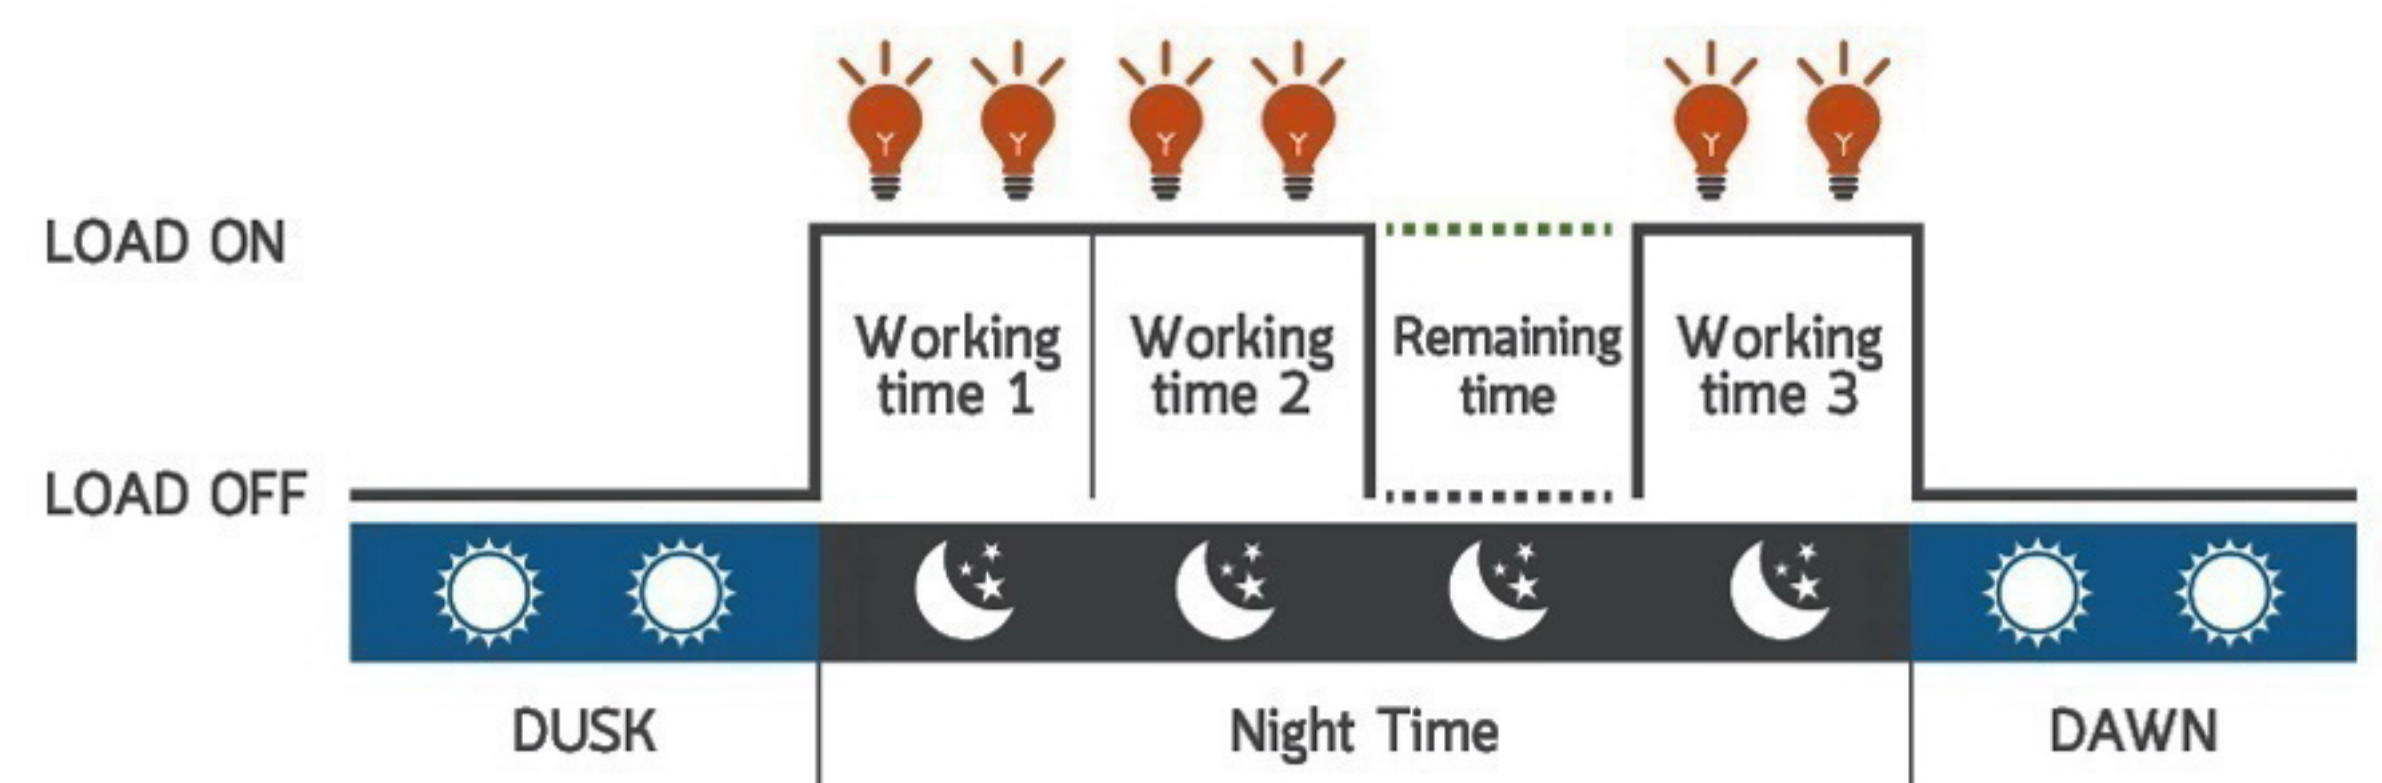 LOAD ON
Working
time 1
Working
time 2
Remaining
time
Working
time 3
LOAD OFF
DUSK
Night Time
DAWN